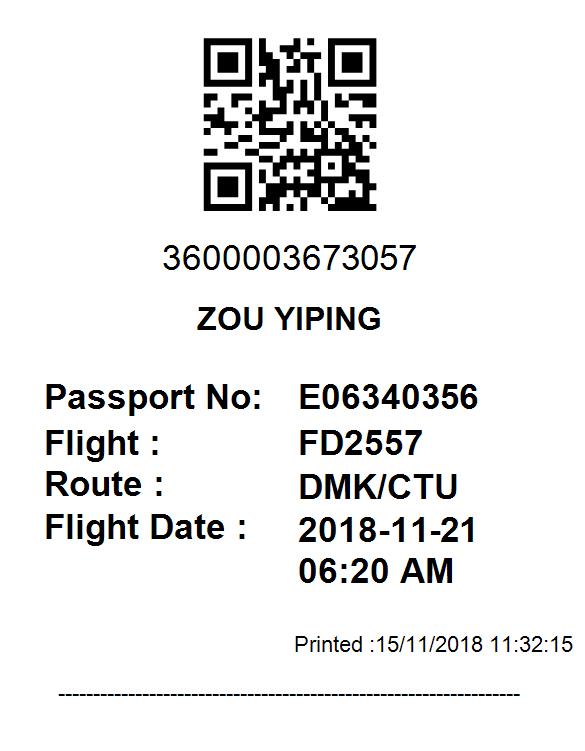 3600003673057
ZOU YIPING
Passport No: E06340356
Flight : FD2557
Route : DMK/CTU
Flight Date : 2018-11-21
06:20 AM
Printed :15/11/2018 11:32:15